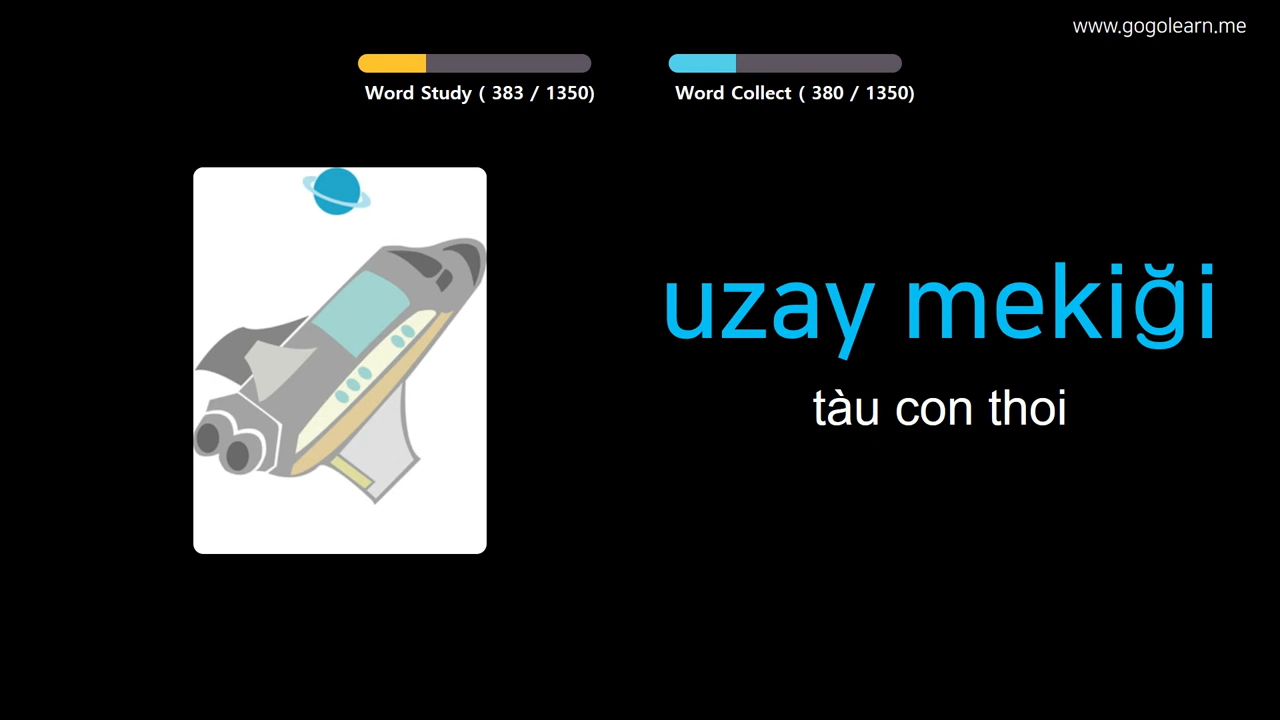 www.gogolearn.me
Word Study ( 383 / 1350)
Word Collect ( 380 / 1350)
uzay mekiği
tàu con thoi